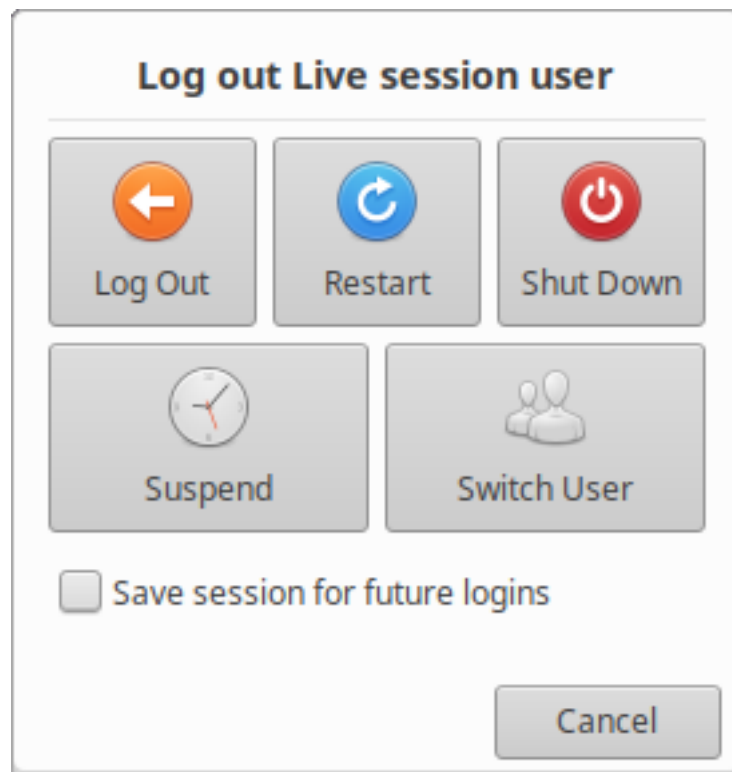 Log out Live session user
Log Out Restart Shut Down
Suspend Switch User
Save session for future logins
Cancel